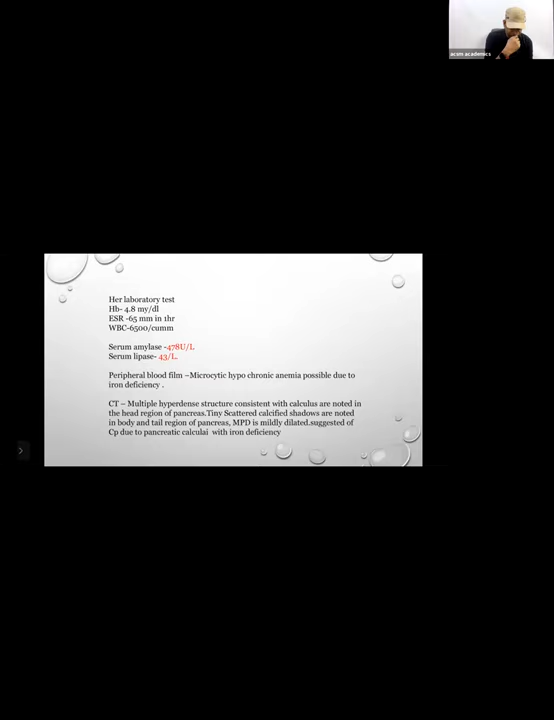 acsm academics
Her laboratory test
Hb- 4.8 my/dl
ESR -65 mm in 1hr
WBC-6500/cumm
Serum amylase -478U/L
Serum lipase- 43/L.
Peripheral blood film –Microcytic hypo chronic anemia possible due to
iron deficiency .
CT – Multiple hyperdense structure consistent with calculus are noted in
the head region of pancreas.Tiny Scattered calcified shadows are noted
in body and tail region of pancreas, MPD is mildly dilated.suggested of
Cp due to pancreatic calculai with iron deficiency